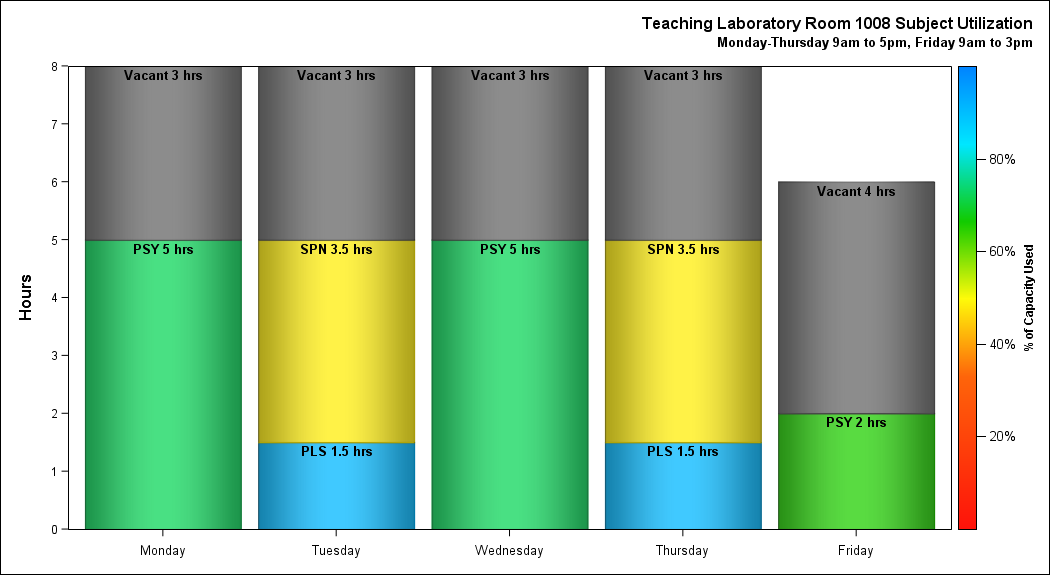 Teaching Laboratory Room 1008 Subject Utilization
Monday-Thursday 9am to 5pm, Friday 9am to 3pm
Hours
8
7
6
5
4
3
2
1
0
Vacant 3 hrs
PSY 5 hrs
Vacant 3 hrs
SPN 3.5 hrs
PLS 1.5 hrs
Vacant 3 hrs
PSY 5 hrs
Vacant 3 hrs
SPN 3.5 hrs
PLS 1.5 hrs
Vacant 4 hrs
PSY 2 hrs
Monday
Tuesday
Wednesday
Thursday
Friday
80%
60%
40%
20%
% of Capacity Used